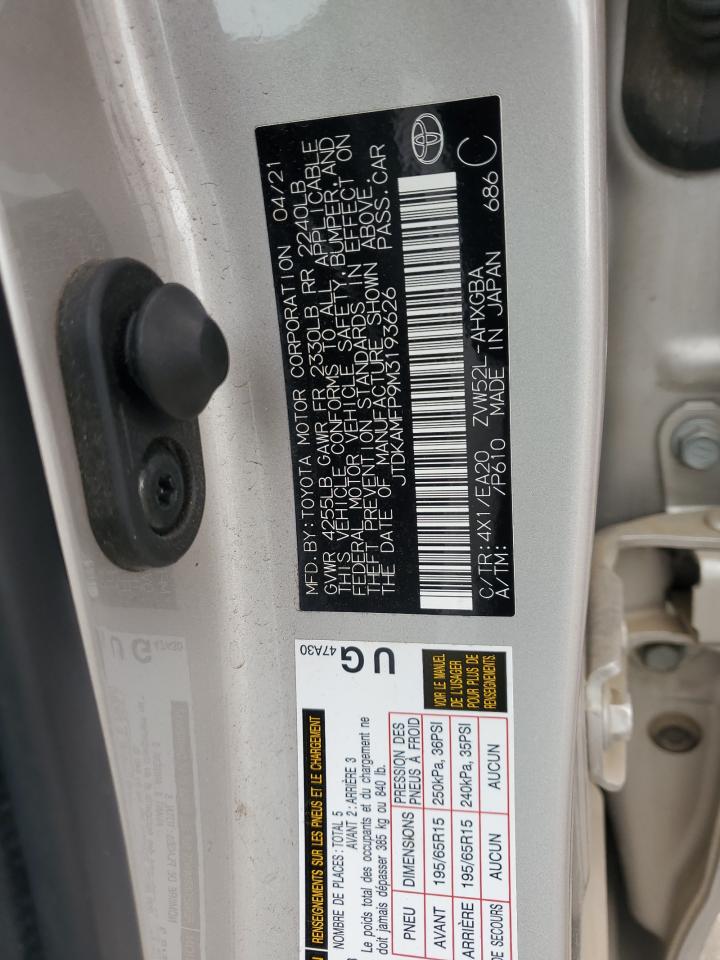 MFD. BY: TOYOTA MOTOR CORPORATION 04/21
GVWR 4255LB GAWR FR 2330LB RR 2240LB
THIS VEHICLE CONFORMS TO ALL APPLICABLE
FEDERAL MOTOR VEHICLE SAFETY, BUMPER, AND
THEFT PREVENTION STANDARDS IN EFFECT ON
THE DATE OF MANUFACTURE SHOWN ABOVE.
JTDKAMFP9M3193626 PASS. CAR
C/TR: 4X1/EA20 ZVW52L-AHXGBA
A/TM: /P610 MADE IN JAPAN 686 C
47A30
UG
RENSEIGNEMENTS SUR LES PNEUS ET LE CHARGEMENT
NOMBRE DE PLACES: TOTAL 5
AVANT 2: ARRIÈRE 3
Le poids total des occupants et du chargement ne
doit jamais dépasser 385 kg ou 840 lb.
PNEU DIMENSIONS PRESSION DES PNEUS À FROID
AVANT 195/65R15 250kPa, 36PSI
ARRIÈRE 195/65R15 240kPa, 35PSI
DE SECOURS AUCUN AUCUN
VOIR LE MANUEL
DE L'USAGER
POUR PLUS DE
RENSEIGNEMENTS.